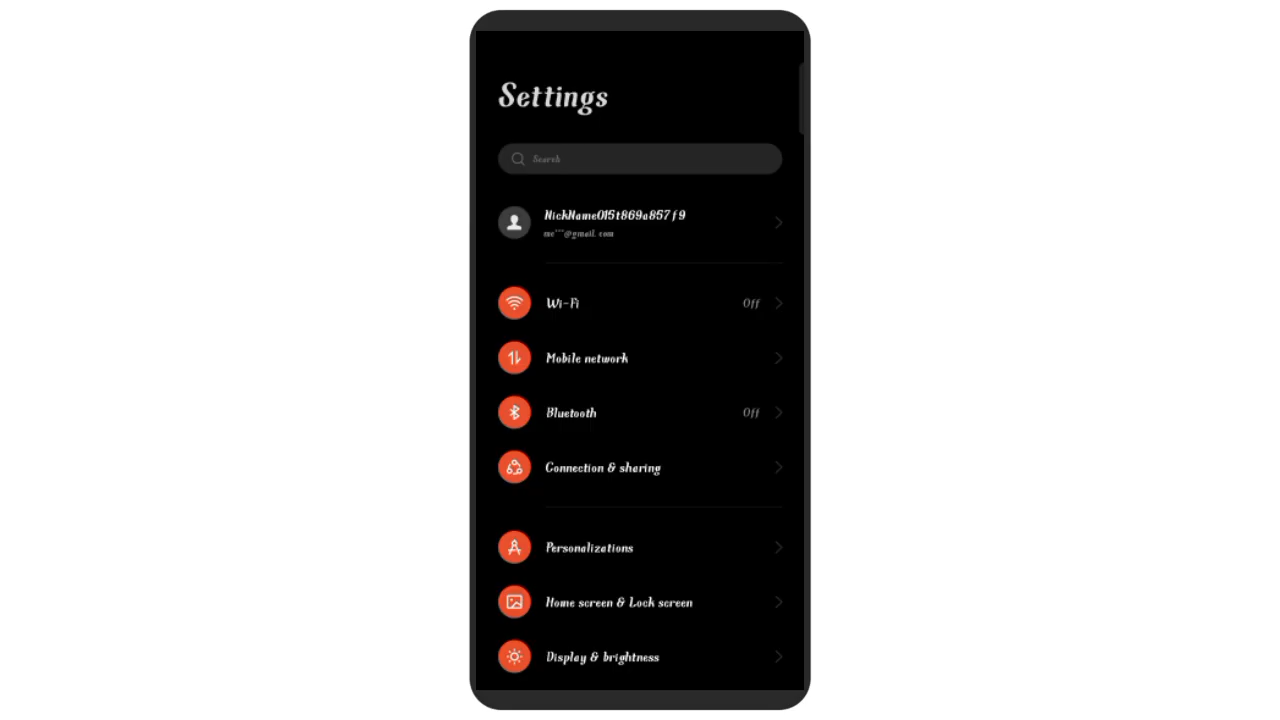 Settings
Search
NickName015t869a857f9
me***@gmail.com
Wi-Fi Off
Mobile network
Bluetooth Off
Connection & sharing
Personalizations
Home screen & Lock screen
Display & brightness